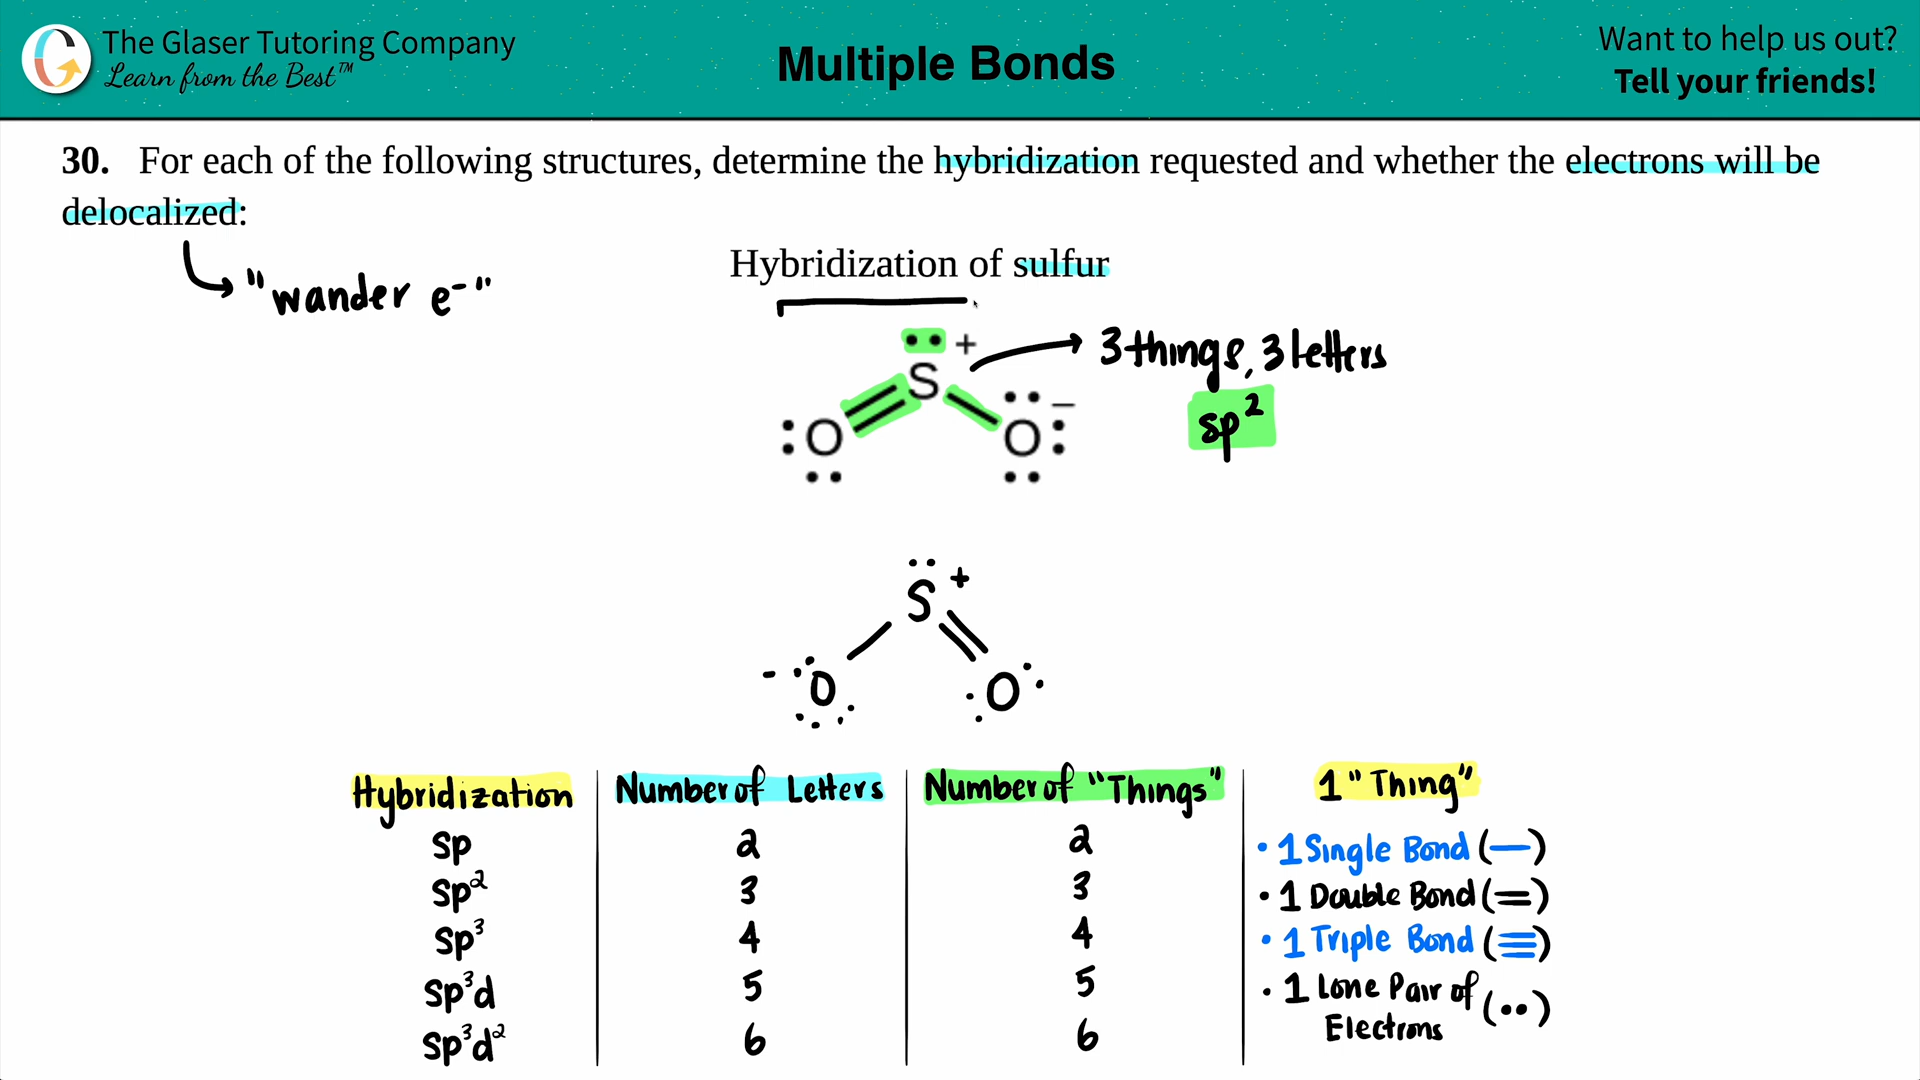 The Glaser Tutoring Company
Learn from the Best™
Multiple Bonds
Want to help us out?
Tell your friends!
30. For each of the following structures, determine the hybridization requested and whether the electrons will be
delocalized:
"wander e⁻"
Hybridization of sulfur
+
S
O
O
−
3 things, 3 letters
sp²
S +
- O
O
Hybridization Number of Letters Number of "Things" 1 "Thing"
sp 2 2 • 1 Single Bond (—)
sp² 3 3 • 1 Double Bond (=)
sp³ 4 4 • 1 Triple Bond (≡)
sp³d 5 5 • 1 Lone Pair of Electrons (••)
sp³d² 6 6